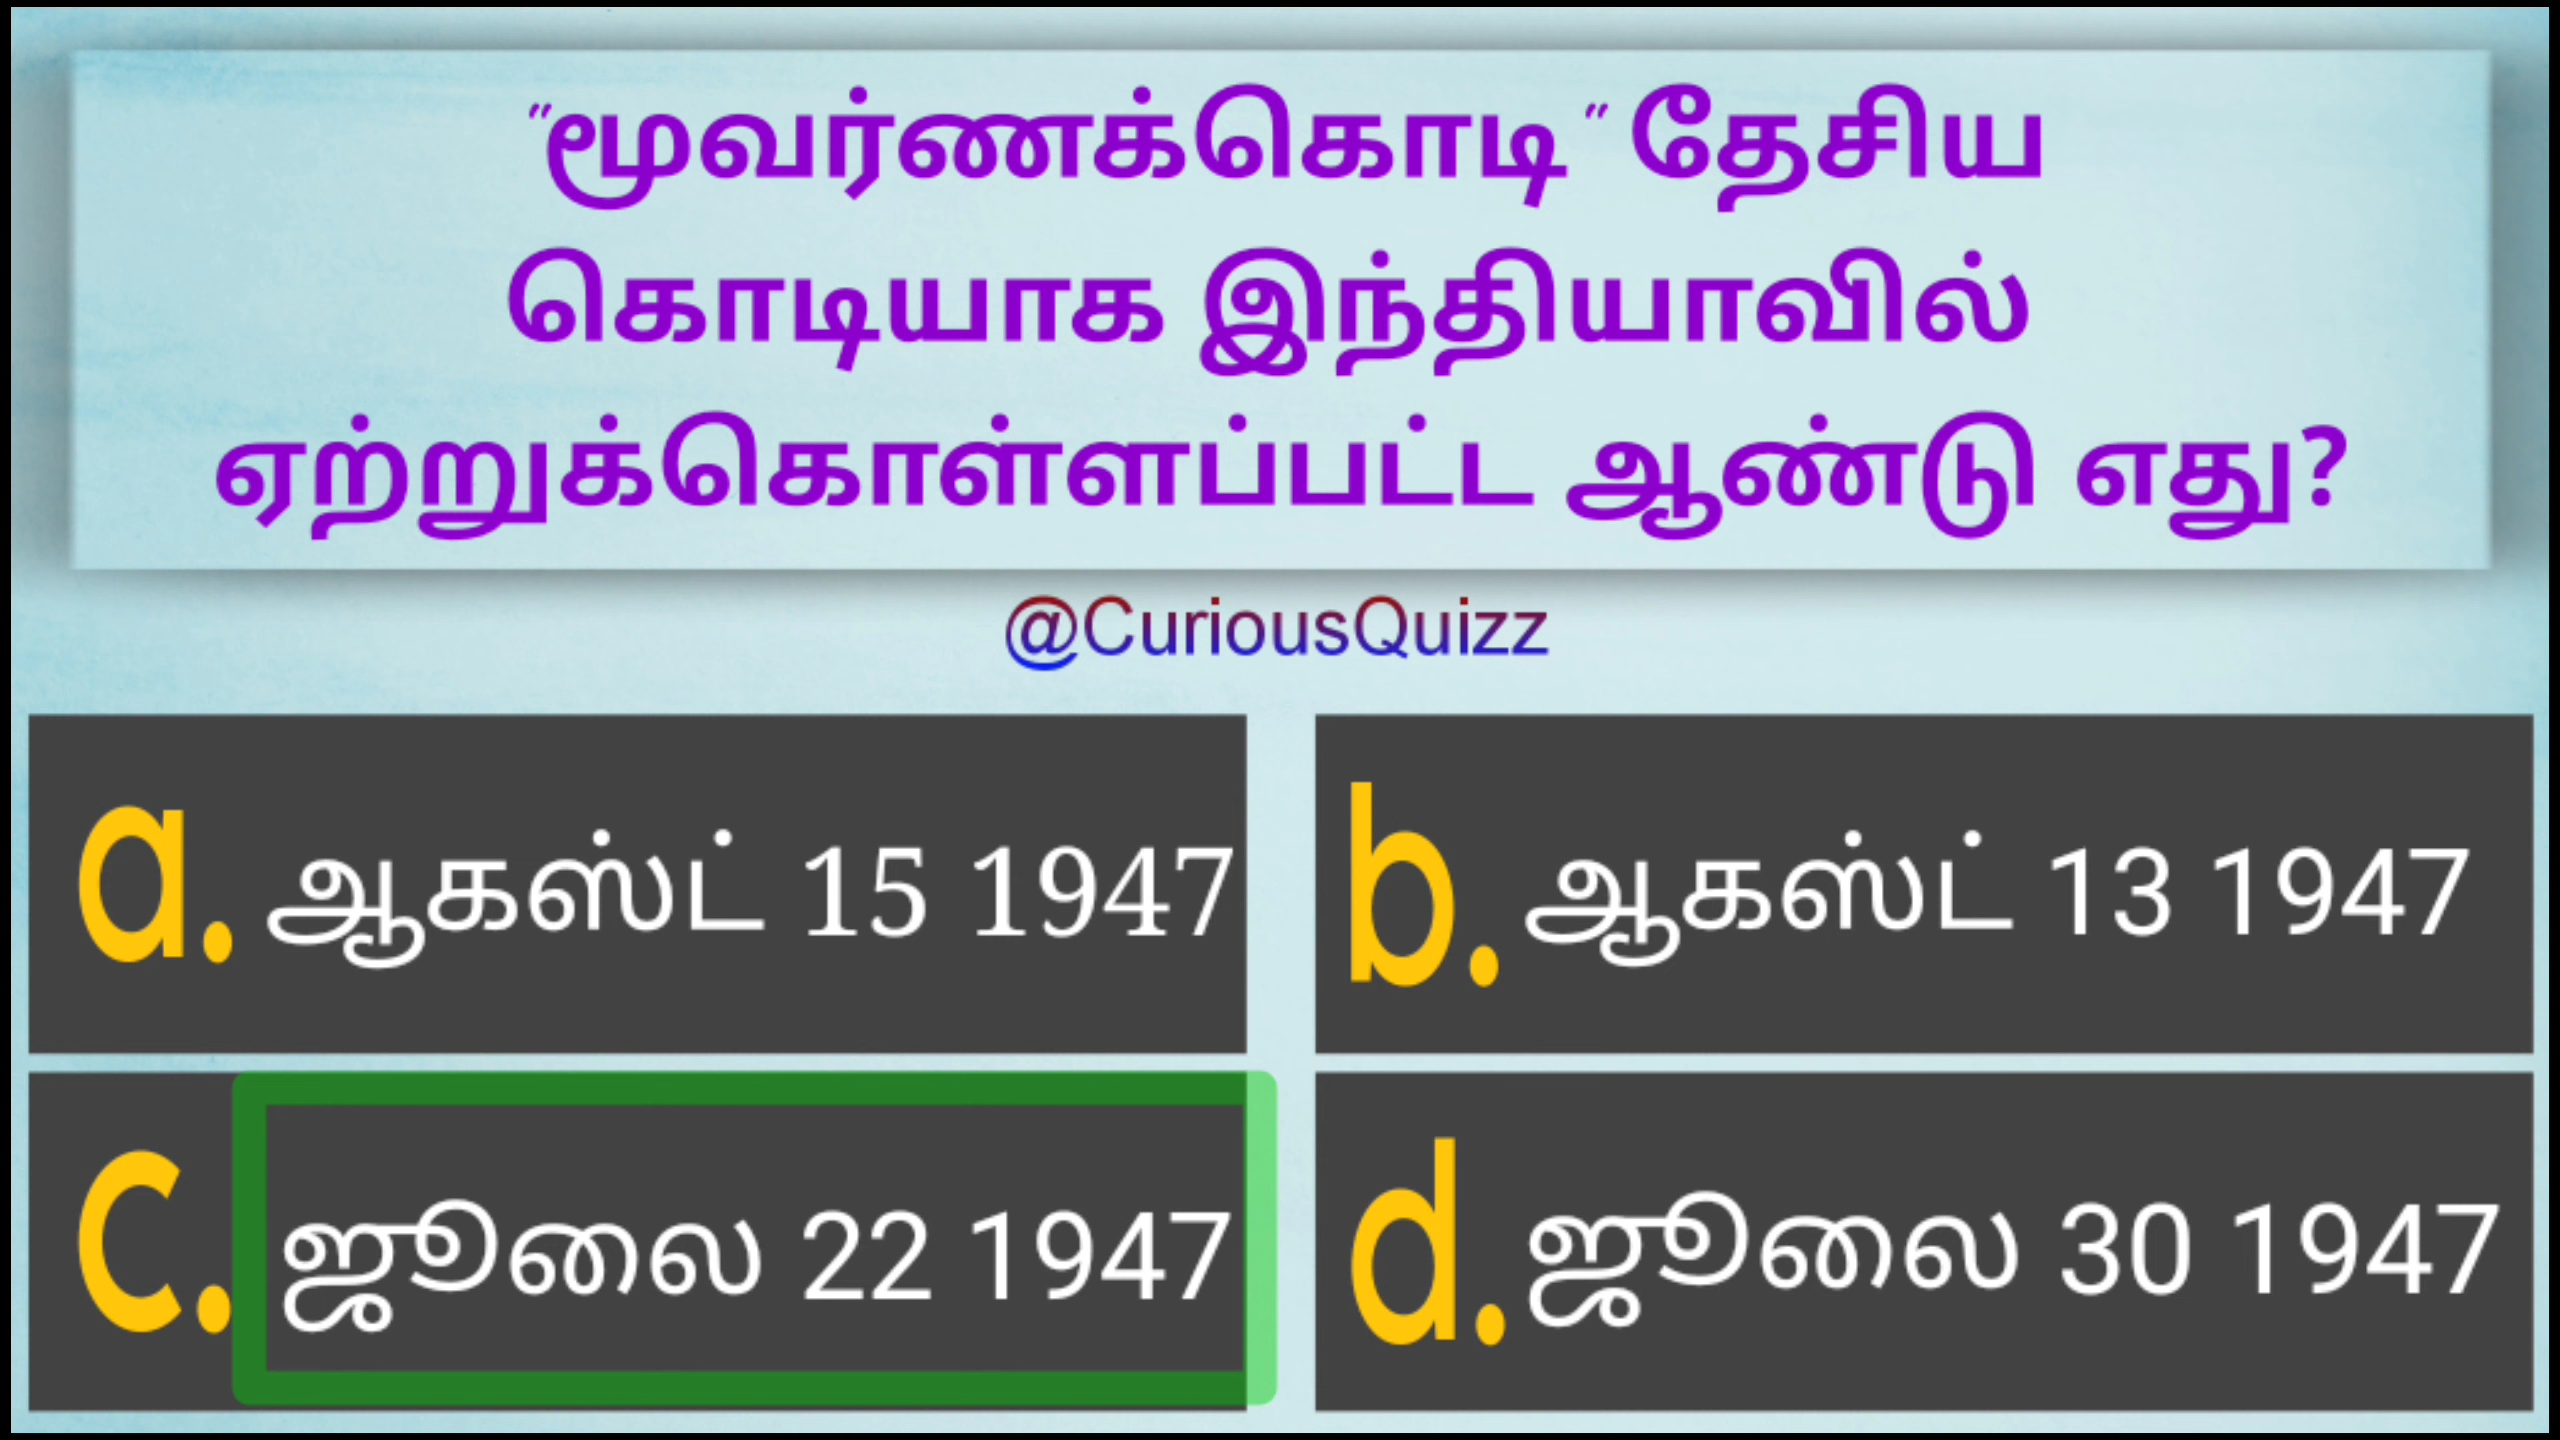 "மூவர்ணக்கொடி " தேசிய
கொடியாக இந்தியாவில்
ஏற்றுக்கொள்ளப்பட்ட ஆண்டு எது?
@CuriousQuizz
a. ஆகஸ்ட் 15 1947
b. ஆகஸ்ட் 13 1947
c. ஜூலை 22 1947
d. ஜூலை 30 1947